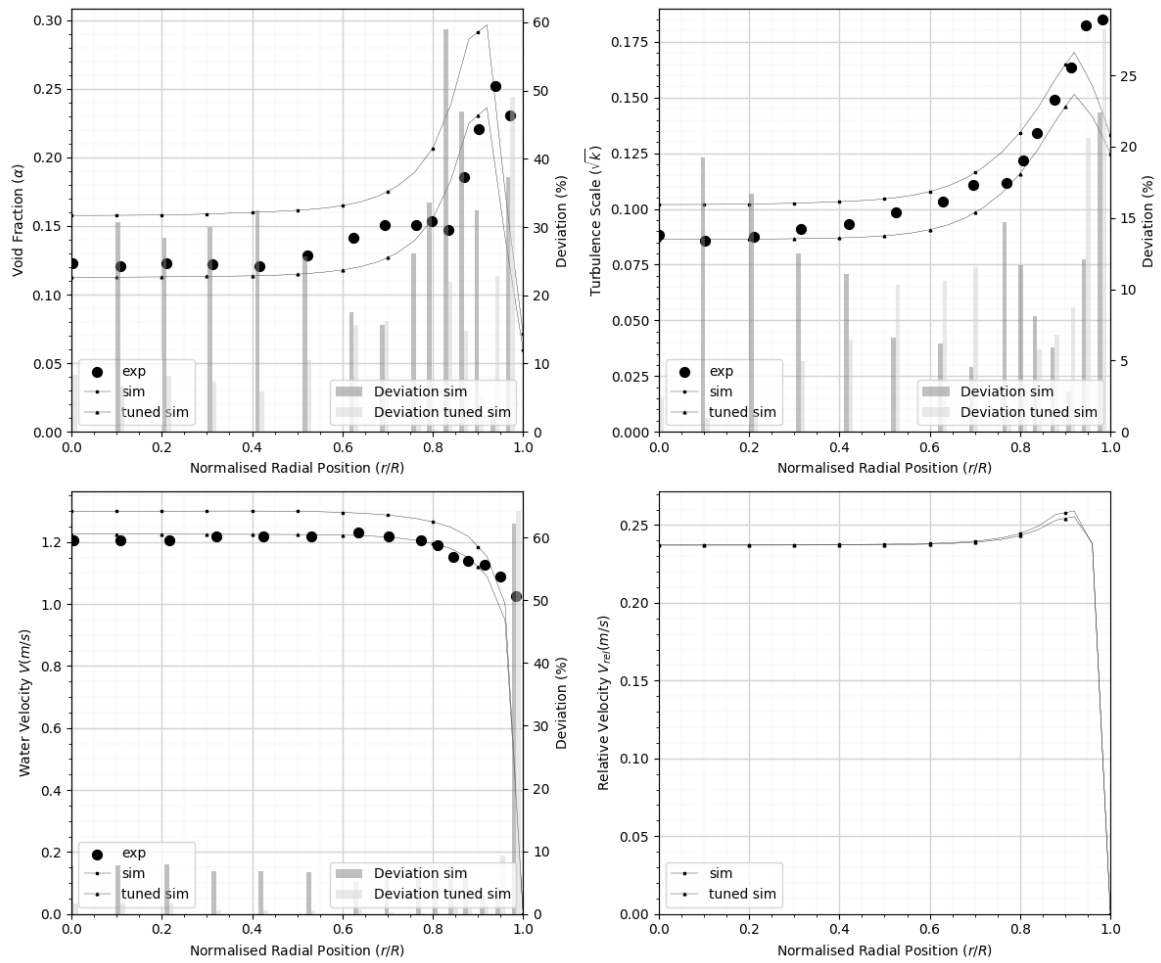 0.30
0.25
0.20
0.15
0.10
0.05
0.00
Void Fraction (α)
60
50
40
30
20
10
0
Deviation (%)
exp
sim
tuned sim
Deviation sim
Deviation tuned sim
0.0 0.2 0.4 0.6 0.8 1.0
Normalised Radial Position (r/R)
0.175
0.150
0.125
0.100
0.075
0.050
0.025
0.000
Turbulence Scale (√k)
25
20
15
10
5
0
Deviation (%)
exp
sim
tuned sim
Deviation sim
Deviation tuned sim
0.0 0.2 0.4 0.6 0.8 1.0
Normalised Radial Position (r/R)
1.2
1.0
0.8
0.6
0.4
0.2
0.0
Water Velocity V(m/s)
60
50
40
30
20
10
0
Deviation (%)
exp
sim
tuned sim
Deviation sim
Deviation tuned sim
0.0 0.2 0.4 0.6 0.8 1.0
Normalised Radial Position (r/R)
0.25
0.20
0.15
0.10
0.05
0.00
Relative Velocity Vrel(m/s)
sim
tuned sim
0.0 0.2 0.4 0.6 0.8 1.0
Normalised Radial Position (r/R)